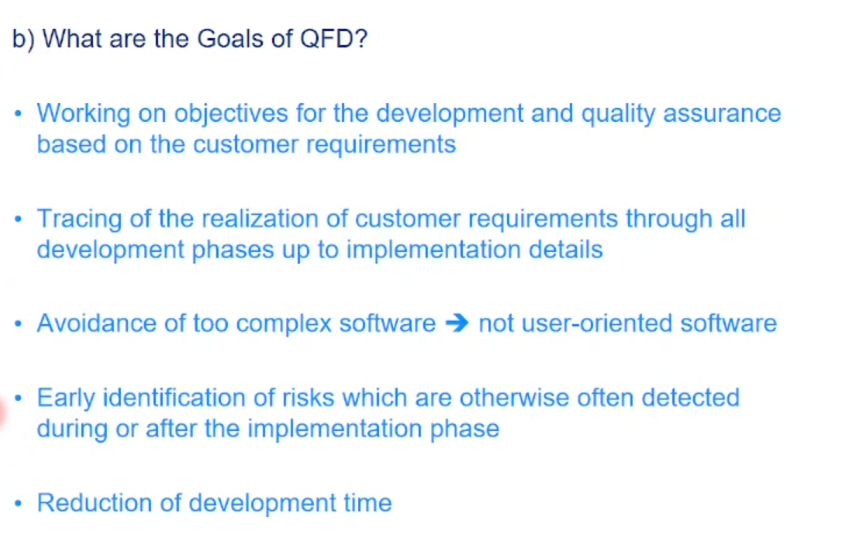 b) What are the Goals of QFD?
• Working on objectives for the development and quality assurance
based on the customer requirements
• Tracing of the realization of customer requirements through all
development phases up to implementation details
• Avoidance of too complex software ➔ not user-oriented software
• Early identification of risks which are otherwise often detected
during or after the implementation phase
• Reduction of development time